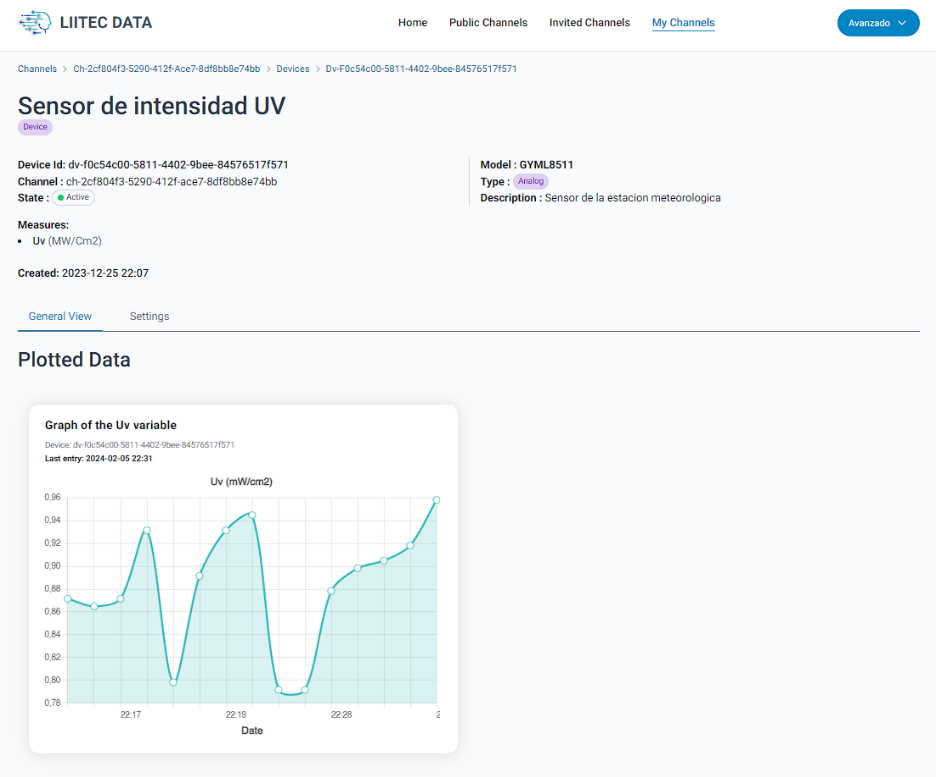 LIITEC DATA
Home Public Channels Invited Channels My Channels Avanzado
Channels > Ch-2cf804f3-5290-412f-Ace7-8df8bb8e74bb > Devices > Dv-F0c54c00-5811-4402-9bee-84576517f571
Sensor de intensidad UV
Device
Device Id: dv-f0c54c00-5811-4402-9bee-84576517f571
Channel : ch-2cf804f3-5290-412f-ace7-8df8bb8e74bb
State : Active
Model : GYML8511
Type : Analog
Description : Sensor de la estacion meteorologica
Measures:
• Uv (MW/Cm2)
Created: 2023-12-25 22:07
General View Settings
Plotted Data
Graph of the Uv variable
Device: dv-f0c54c00-5811-4402-9bee-84576517f571
Last entry: 2024-02-05 22:31
Uv (mW/cm2)
0,96
0,94
0,92
0,90
0,88
0,86
0,84
0,82
0,80
0,78
22:17 22:19 22:28 2
Date